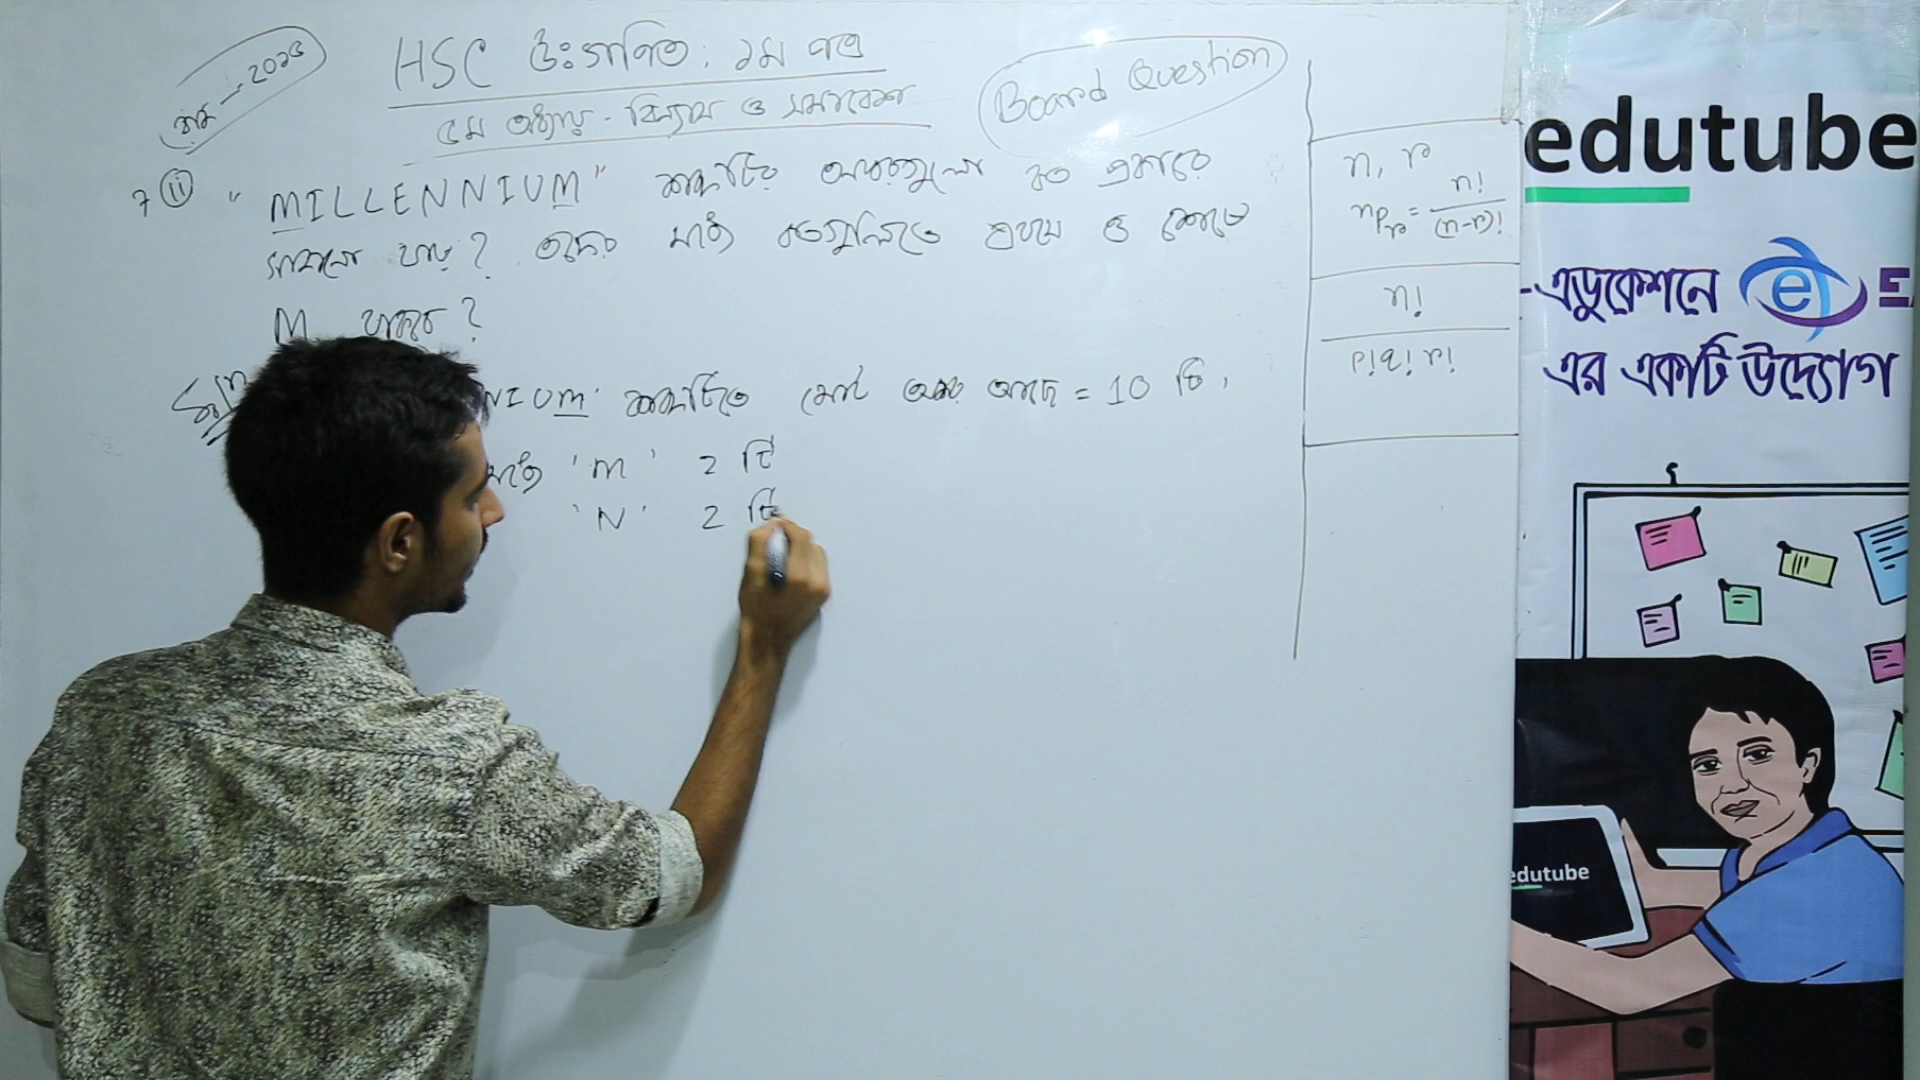 HSC উঃগণিত: ১ম পত্র
৫ম অধ্যায় - বিন্যাস ও সমাবেশ
Board Question
7 (ii) "MILLENNIUM" শব্দটির অক্ষরগুলো কত প্রকারে
সাজানো যায়? তাদের মধ্যে কতগুলিতে প্রথমে ও শেষে
M থাকবে?
NIUM' শব্দটিতে মোট অক্ষর আছে = 10 টি,
মধ্যে 'M' 2 টি
'N' 2 টি
n, r
nPr = n!/(n-r)!
n!
p!q!r!
edutube
-এডুকেশনে e E
এর একটি উদ্যোগ
edutube